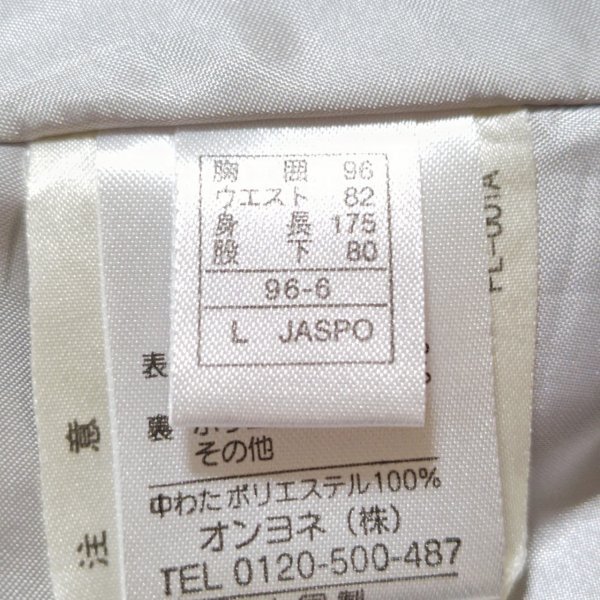 胸囲 96
ウエスト 82
身長 175
股下 80
96-6
L JASPO
表
裏
その他
中わた ポリエステル100%
オンヨネ（株）
TEL 0120-500-487
注意